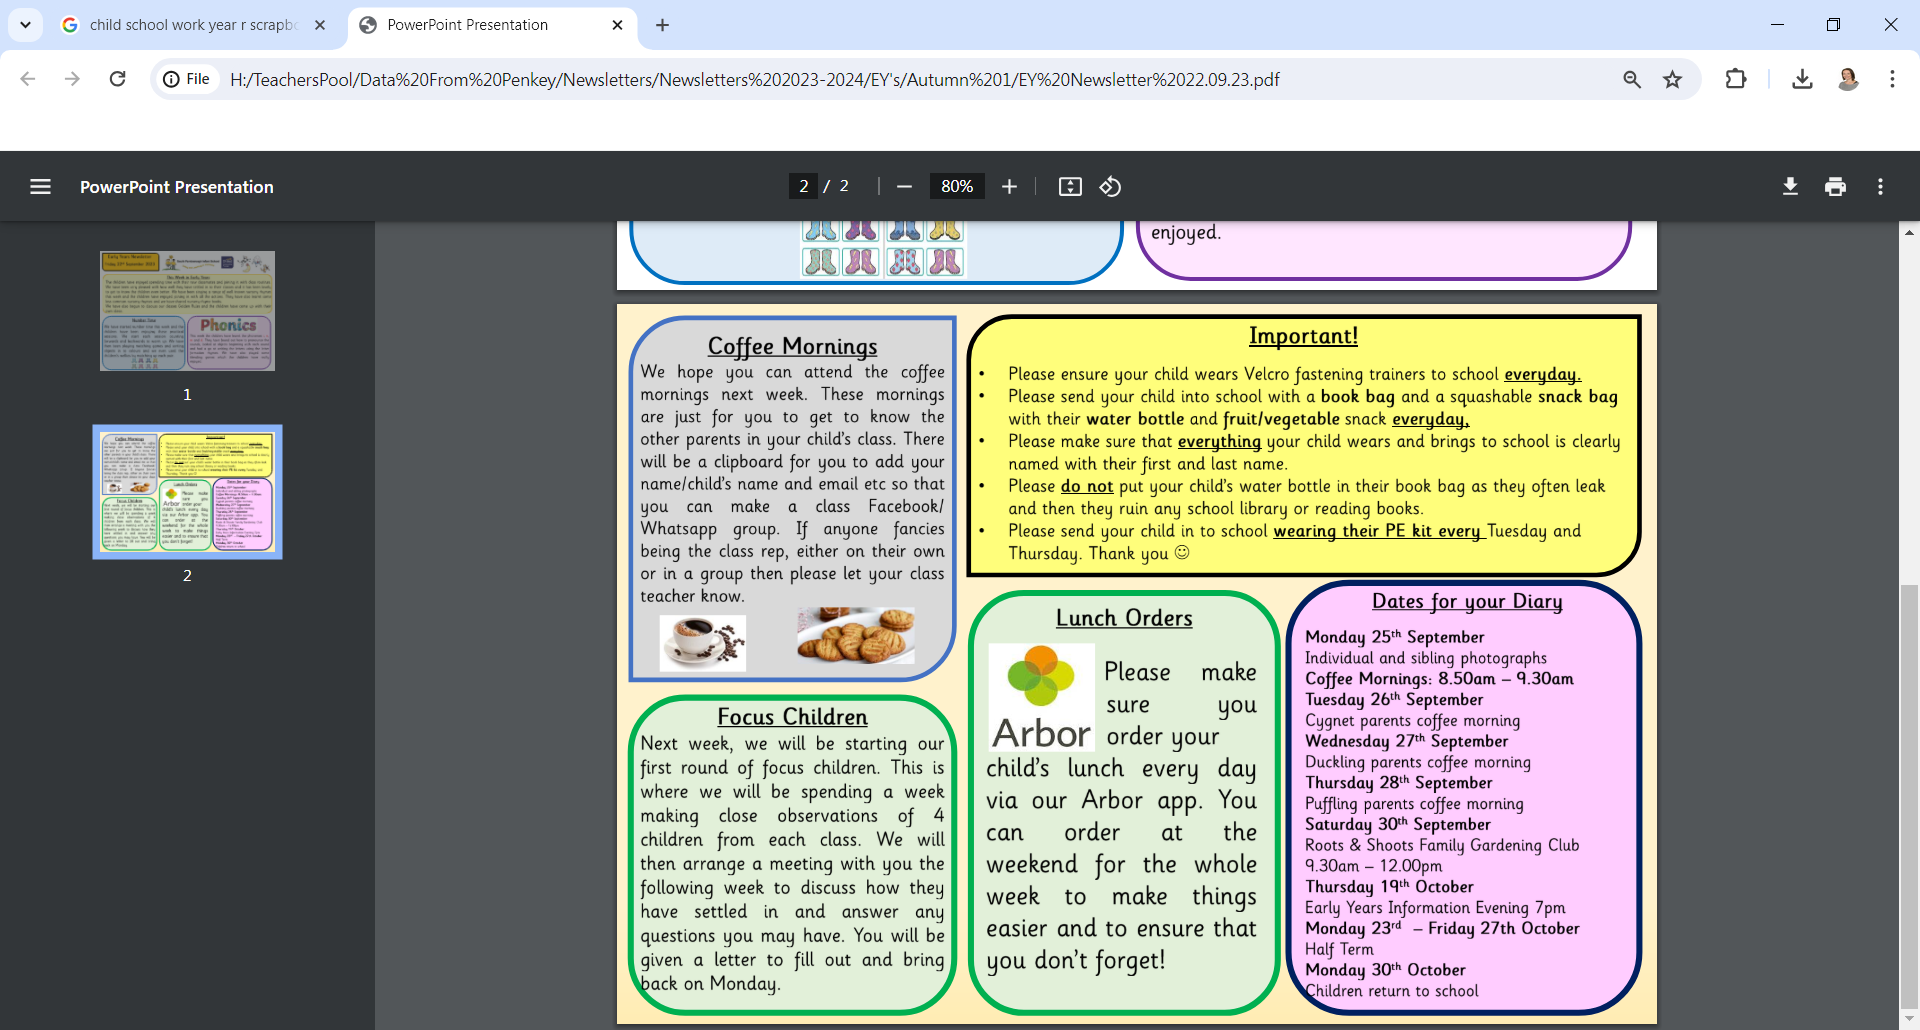 child school work year r scrapb
PowerPoint Presentation
File
H:/TeachersPool/Data%20From%20Penkey/Newsletters/Newsletters%202023-2024/EY's/Autumn%201/EY%20Newsletter%2022.09.23.pdf
PowerPoint Presentation
2 / 2
80%
1
2
enjoyed.
Coffee Mornings
We hope you can attend the coffee
mornings next week. These mornings
are just for you to get to know the
other parents in your child's class. There
will be a clipboard for you to add your
name/child's name and email etc so that
you can make a class Facebook/
Whatsapp group. If anyone fancies
being the class rep, either on their own
or in a group then please let your class
teacher know.
Important!
• Please ensure your child wears Velcro fastening trainers to school everyday.
• Please send your child into school with a book bag and a squashable snack bag
with their water bottle and fruit/vegetable snack everyday,
• Please make sure that everything your child wears and brings to school is clearly
named with their first and last name.
• Please do not put your child's water bottle in their book bag as they often leak
and then they ruin any school library or reading books.
• Please send your child in to school wearing their PE kit every Tuesday and
Thursday. Thank you ☺
Focus Children
Next week, we will be starting our
first round of focus children. This is
where we will be spending a week
making close observations of 4
children from each class. We will
then arrange a meeting with you the
following week to discuss how they
have settled in and answer any
questions you may have. You will be
given a letter to fill out and bring
back on Monday.
Lunch Orders
Arbor
Please make
sure you
order your
child's lunch every day
via our Arbor app. You
can order at the
weekend for the whole
week to make things
easier and to ensure that
you don't forget!
Dates for your Diary
Monday 25th September
Individual and sibling photographs
Coffee Mornings: 8.50am – 9.30am
Tuesday 26th September
Cygnet parents coffee morning
Wednesday 27th September
Duckling parents coffee morning
Thursday 28th September
Puffling parents coffee morning
Saturday 30th September
Roots & Shoots Family Gardening Club
9.30am – 12.00pm
Thursday 19th October
Early Years Information Evening 7pm
Monday 23rd – Friday 27th October
Half Term
Monday 30th October
Children return to school